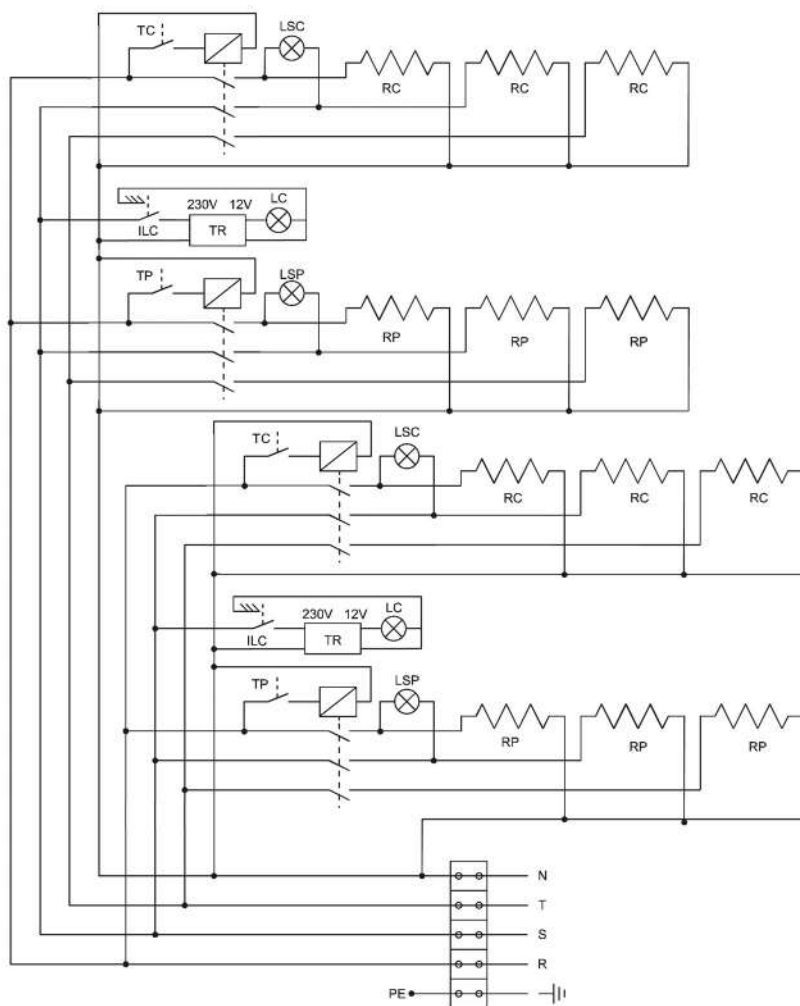 TC
LSC
RC RC RC
230V 12V LC
ILC TR
TP
LSP
RP RP RP
TC
LSC
RC RC RC
230V 12V LC
ILC TR
TP
LSP
RP RP RP
N
T
S
R
PE